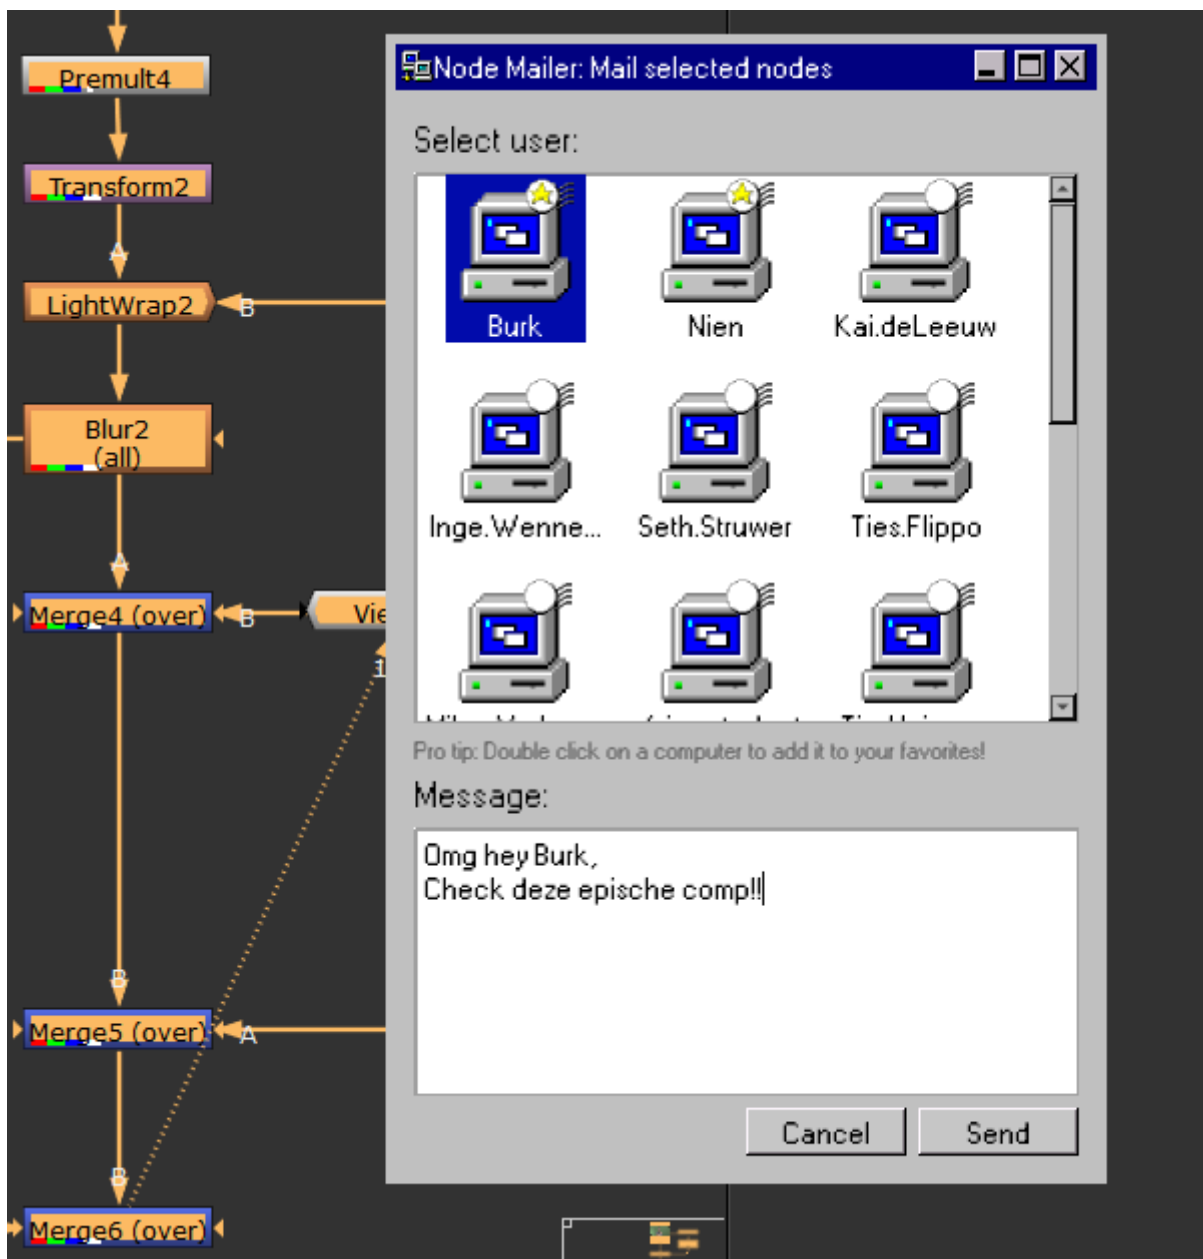 Premult4
Transform2
A
LightWrap2
B
Blur2
(all)
A
Merge4 (over)
B
Vie
1
B
Merge5 (over)
A
B
Merge6 (over)
Node Mailer: Mail selected nodes
Select user:
Burk
Nien
Kai.deLeeuw
Inge.Wenne...
Seth.Struwer
Ties.Flippo
Pro tip: Double click on a computer to add it to your favorites!
Message:
Omg hey Burk,
Check deze epische comp!!
Cancel
Send